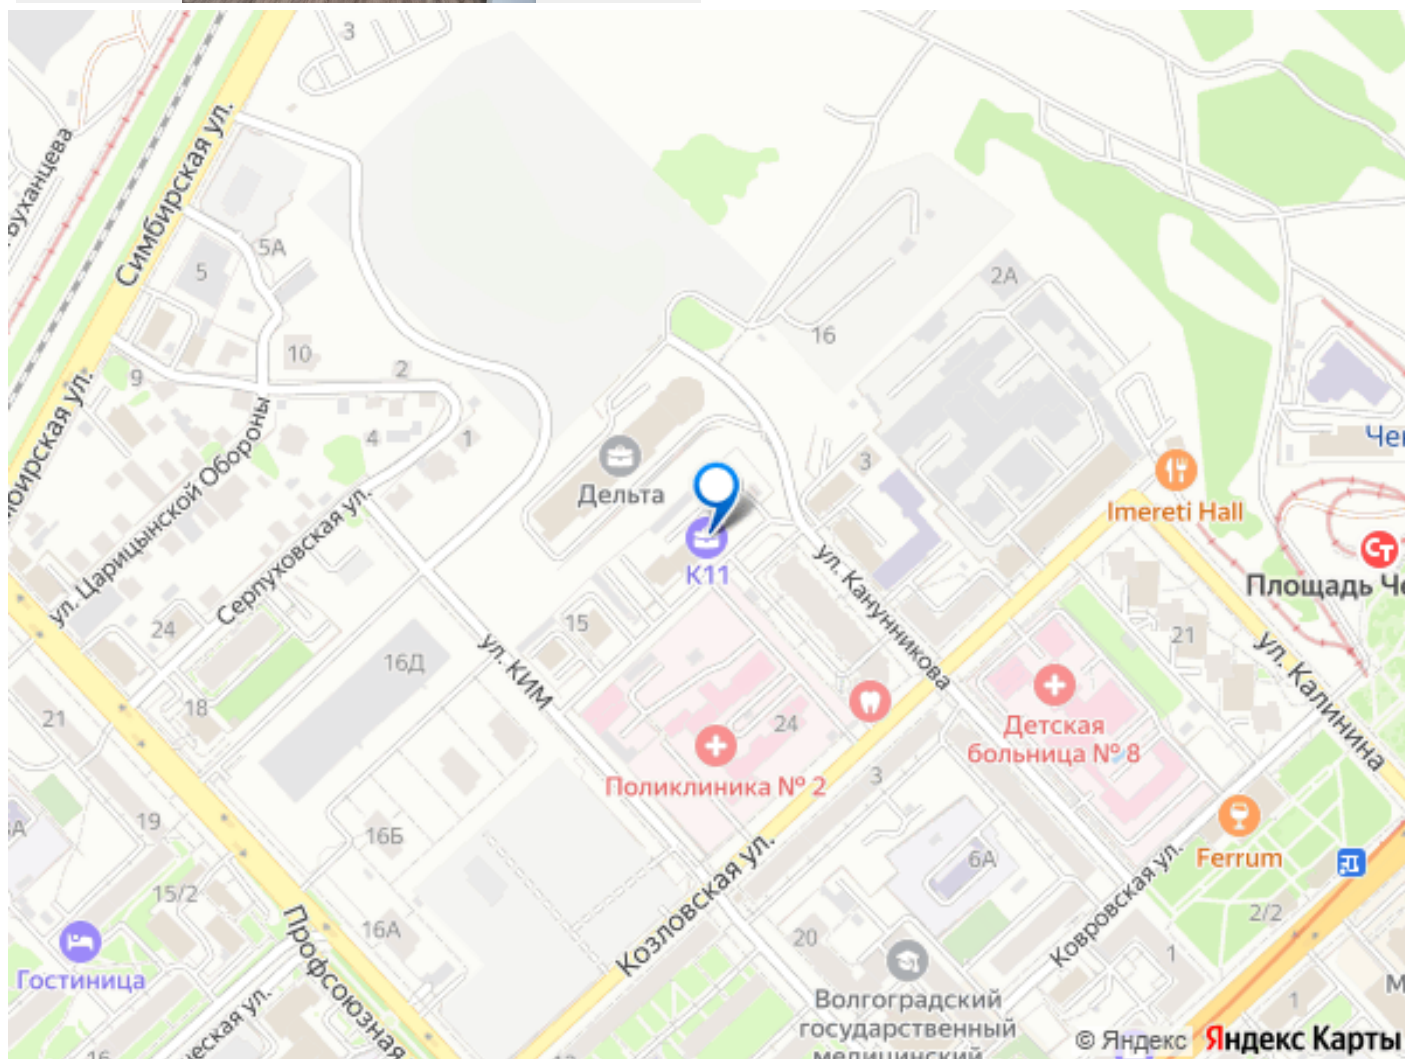 3
Буханцева
Симбирская ул.
5А
5
2А
16
10
2
9
4
1
3
Дельта
Imereti Hall
ул. Царицынской Обороны
Серпуховская ул.
К11
ул. Канунникова
Площадь Че
24
15
21
16Д
ул. КИМ
ул. Калинина
18
21
24
Детская
больница № 8
Поликлиника № 2
3
19
16Б
6А
Ferrum
15/2
Козловская ул.
Ковровская ул.
2/2
16А
20
1
Гостиница
Профсоюзная
Волгоградский
государственный
медицинский
1
16
© Яндекс Яндекс Карты